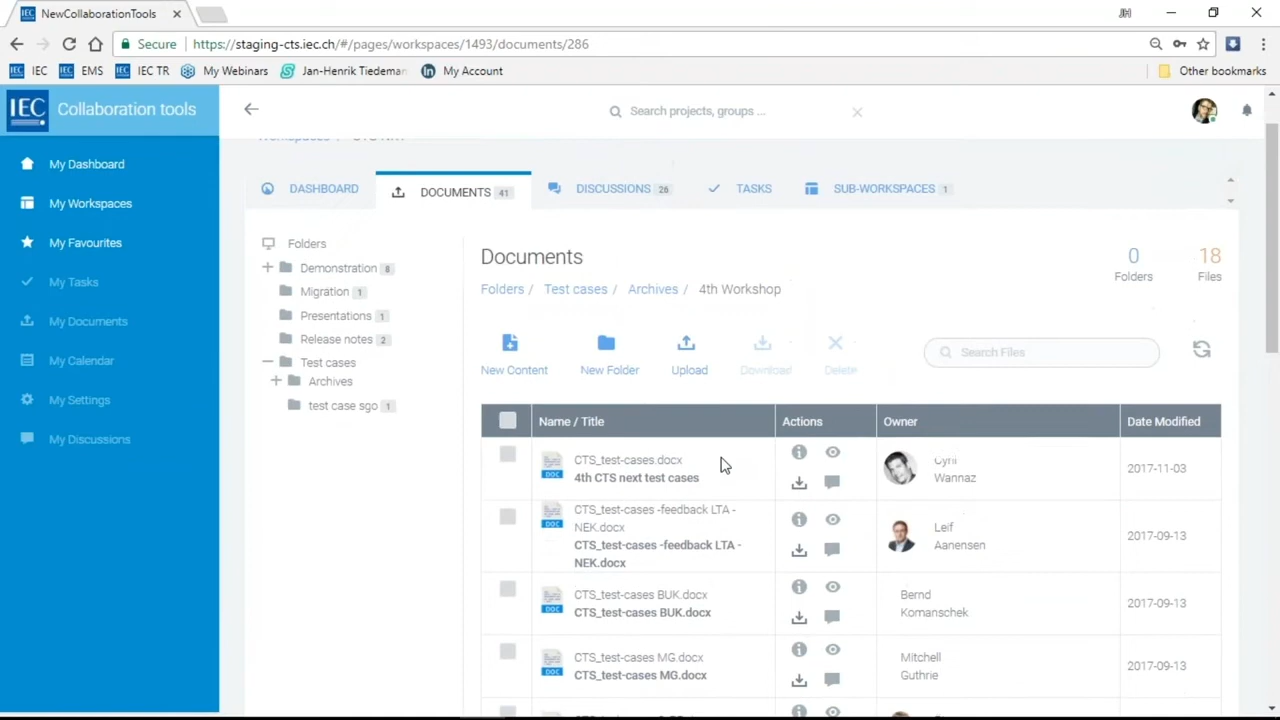 NewCollaborationTools
Secure
https://staging-cts.iec.ch/#/pages/workspaces/1493/documents/286
IEC
EMS
IEC TR
My Webinars
Jan-Henrik Tiedeman
My Account
Other bookmarks
IEC
Collaboration tools
Search projects, groups ...
My Dashboard
My Workspaces
My Favourites
My Tasks
My Documents
My Calendar
My Settings
My Discussions
DASHBOARD
DOCUMENTS 41
DISCUSSIONS 26
TASKS
SUB-WORKSPACES 1
Folders
Demonstration 8
Migration 1
Presentations 1
Release notes 2
Test cases
Archives
test case sgo 1
Documents
0
Folders
18
Files
Folders / Test cases / Archives / 4th Workshop
New Content
New Folder
Upload
Download
Delete
Search Files
Name / Title
Actions
Owner
Date Modified
DOC
CTS_test-cases.docx
4th CTS next test cases
Cyril
Wannaz
2017-11-03
DOC
CTS_test-cases -feedback LTA -
NEK.docx
CTS_test-cases -feedback LTA -
NEK.docx
Leif
Aanensen
2017-09-13
DOC
CTS_test-cases BUK.docx
CTS_test-cases BUK.docx
Bernd
Komanschek
2017-09-13
DOC
CTS_test-cases MG.docx
CTS_test-cases MG.docx
Mitchell
Guthrie
2017-09-13